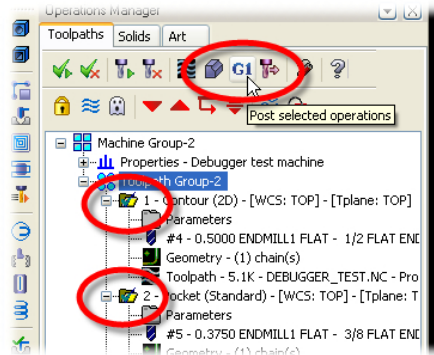 Operations Manager
Toolpaths Solids Art
G1
Post selected operations
Machine Group-2
Properties - Debugger test machine
Toolpath Group-2
1 - Contour (2D) - [WCS: TOP] - [Tplane: TOP]
Parameters
#4 - 0.5000 ENDMILL1 FLAT - 1/2 FLAT END
Geometry - (1) chain(s)
Toolpath - 5.1K - DEBUGGER_TEST.NC - Pro
2 - Pocket (Standard) - [WCS: TOP] - [Tplane: T
Parameters
#5 - 0.3750 ENDMILL1 FLAT - 3/8 FLAT END
Geometry - (1) chain(s)